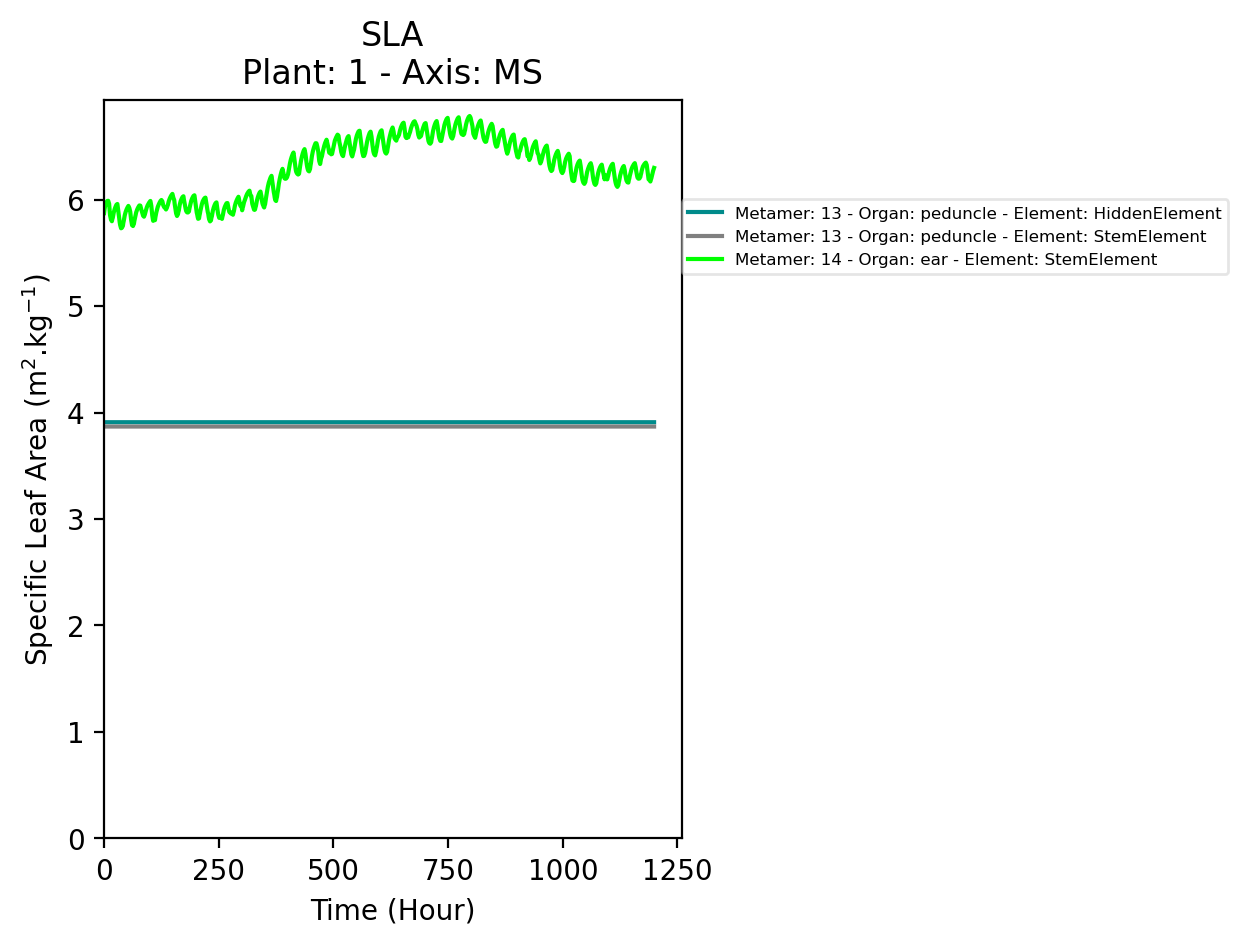 SLA
Plant: 1 - Axis: MS
6
5
4
3
2
1
0
Specific Leaf Area (m².kg⁻¹)
0 250 500 750 1000 1250
Time (Hour)
Metamer: 13 - Organ: peduncle - Element: HiddenElement
Metamer: 13 - Organ: peduncle - Element: StemElement
Metamer: 14 - Organ: ear - Element: StemElement